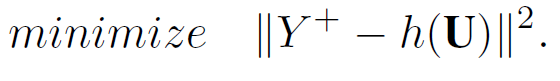 minimize ‖Y⁺ − h(𝐔)‖².